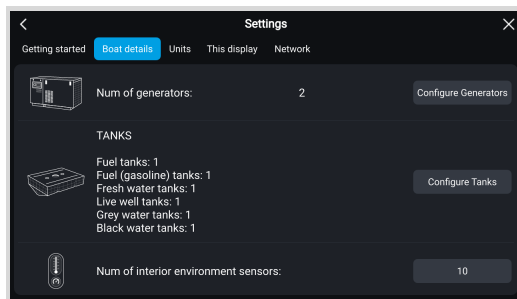 Settings
Getting started Boat details Units This display Network
Num of generators: 2 Configure Generators
TANKS
Fuel tanks: 1
Fuel (gasoline) tanks: 1
Fresh water tanks: 1
Live well tanks: 1
Grey water tanks: 1
Black water tanks: 1
Configure Tanks
Num of interior environment sensors: 10